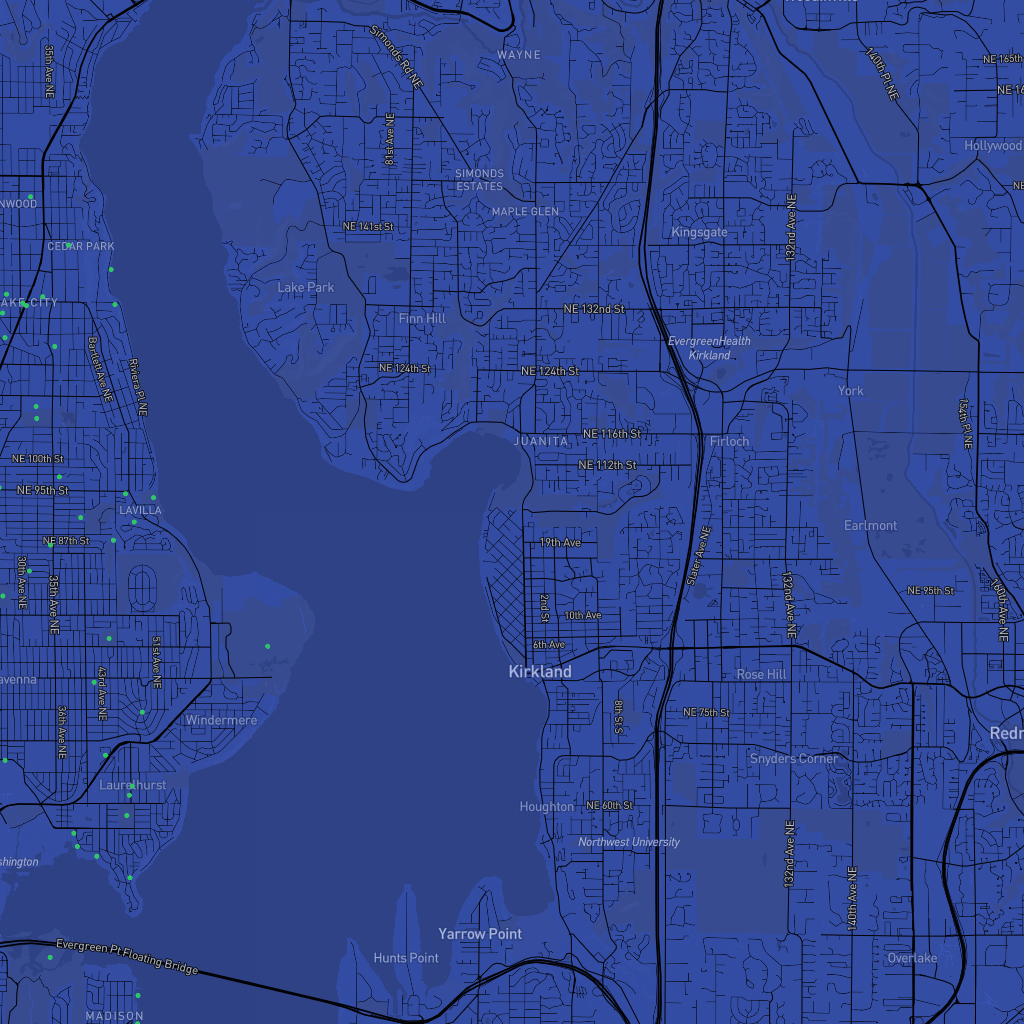 35th Ave NE
Simonds Rd NE
WAYNE
140th Pl NE
NE 165th
81st Ave NE
Hollywood
SIMONDS
ESTATES
MAPLE GLEN
132nd Ave NE
NE 141st St
Kingsgate
CEDAR PARK
Lake Park
NE 132nd St
Finn Hill
EvergreenHealth
Kirkland
Bartlett Ave NE
Riviera Pl NE
NE 124th St
NE 124th St
York
154th Pl NE
JUANITA
NE 116th St
Firloch
NE 100th St
NE 112th St
NE 95th St
LAVILLA
Earlmont
NE 87th St
19th Ave
Slater Ave NE
30th Ave NE
35th Ave NE
2nd St
10th Ave
132nd Ave NE
NE 95th St
160th Ave NE
51st Ave NE
6th Ave
Kirkland
Rose Hill
43rd Ave NE
36th Ave NE
Windermere
8th St S
NE 75th St
Snyders Corner
Laurelhurst
Houghton
NE 60th St
Northwest University
132nd Ave NE
140th Ave NE
Evergreen Pt Floating Bridge
Yarrow Point
Hunts Point
Overlake
MADISON